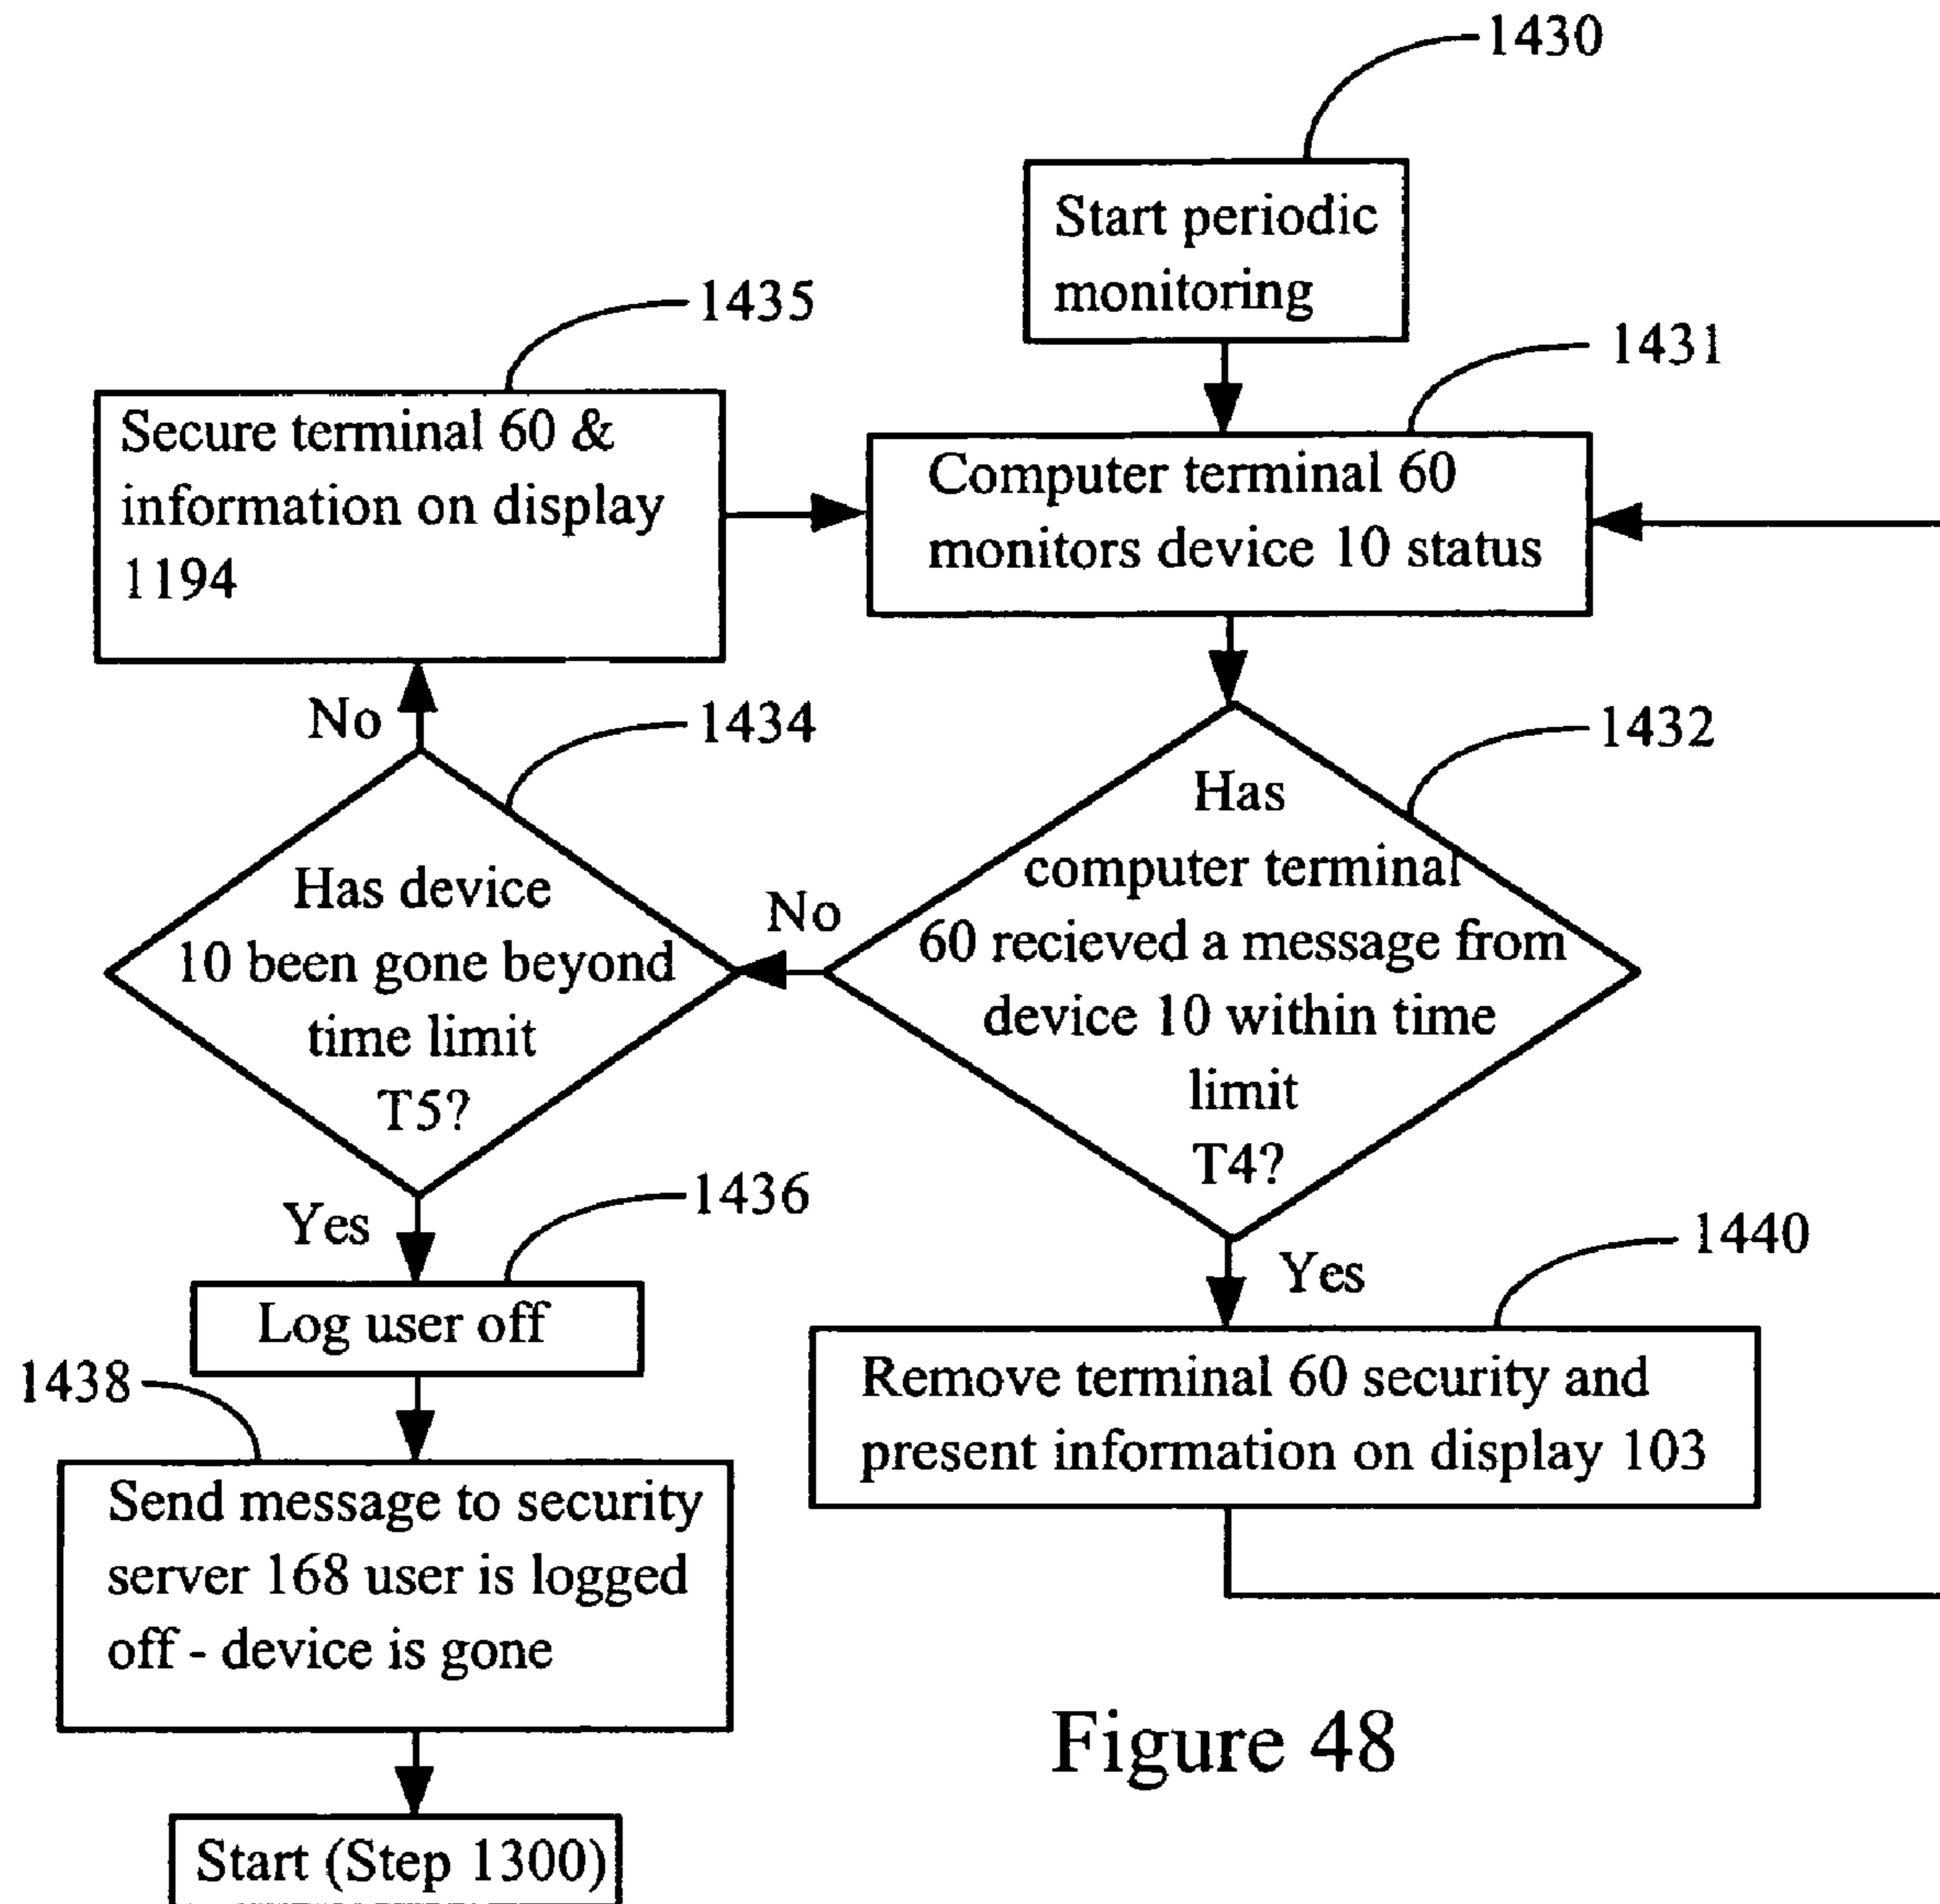 1430
Start periodic
monitoring
1435
1431
Secure terminal 60 &
information on display
1194
Computer terminal 60
monitors device 10 status
No
1434
1432
Has device
10 been gone beyond
time limit
T5?
No
Has
computer terminal
60 recieved a message from
device 10 within time
limit
T4?
Yes
1436
Yes
1440
Log user off
1438
Remove terminal 60 security and
present information on display 103
Send message to security
server 168 user is logged
off - device is gone
Start (Step 1300)
Figure 48